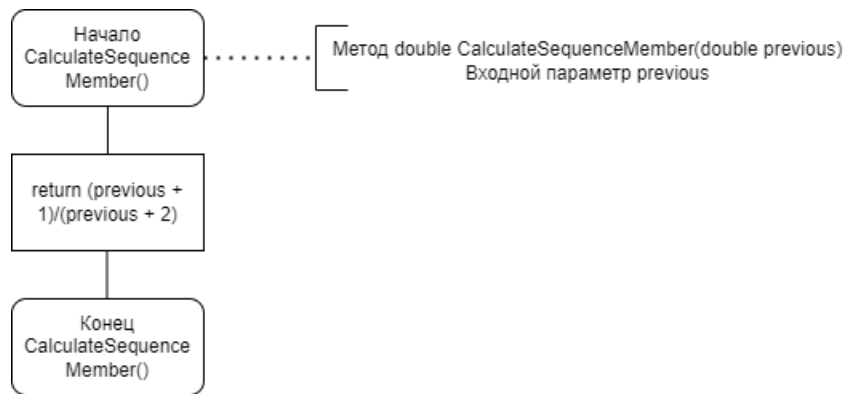 Начало
CalculateSequence
Member()
Метод double CalculateSequenceMember(double previous)
Входной параметр previous
return (previous +
1)/(previous + 2)
Конец
CalculateSequence
Member()